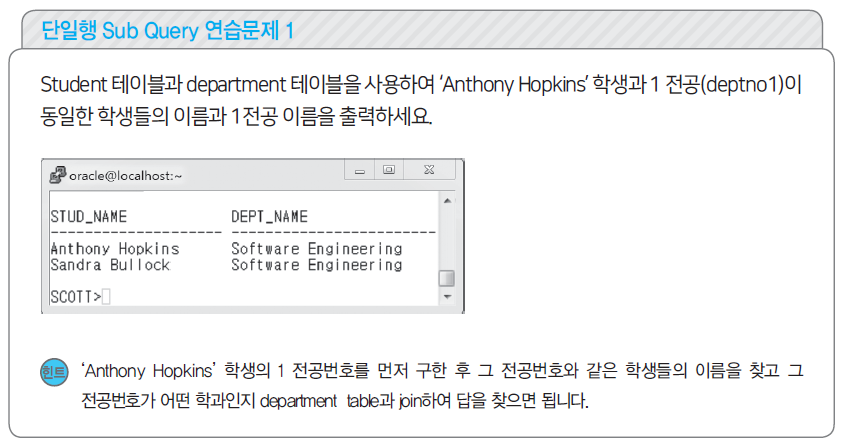 단일행 Sub Query 연습문제 1
Student 테이블과 department 테이블을 사용하여 ‘Anthony Hopkins’ 학생과 1 전공(deptno1)이
동일한 학생들의 이름과 1전공 이름을 출력하세요.
oracle@localhost:~
STUD_NAME DEPT_NAME
--------------------- -------------------------
Anthony Hopkins Software Engineering
Sandra Bullock Software Engineering
SCOTT>
힌트 ‘Anthony Hopkins’ 학생의 1 전공번호를 먼저 구한 후 그 전공번호와 같은 학생들의 이름을 찾고 그
전공번호가 어떤 학과인지 department table과 join하여 답을 찾으면 됩니다.